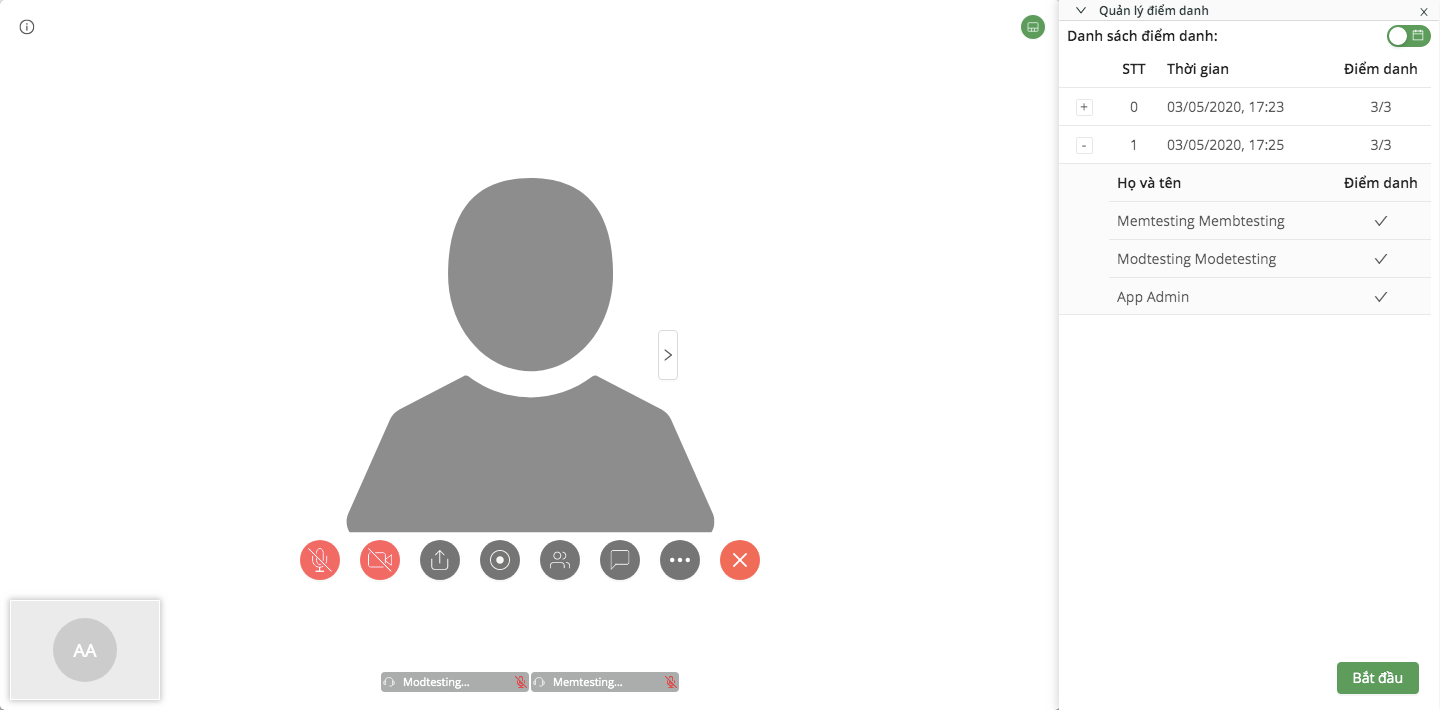 Quản lý điểm danh x
Danh sách điểm danh:
STT Thời gian Điểm danh
+ 0 03/05/2020, 17:23 3/3
- 1 03/05/2020, 17:25 3/3
Họ và tên Điểm danh
Memtesting Membtesting
Modtesting Modetesting
App Admin
AA
Modtesting... Memtesting...
Bắt đầu